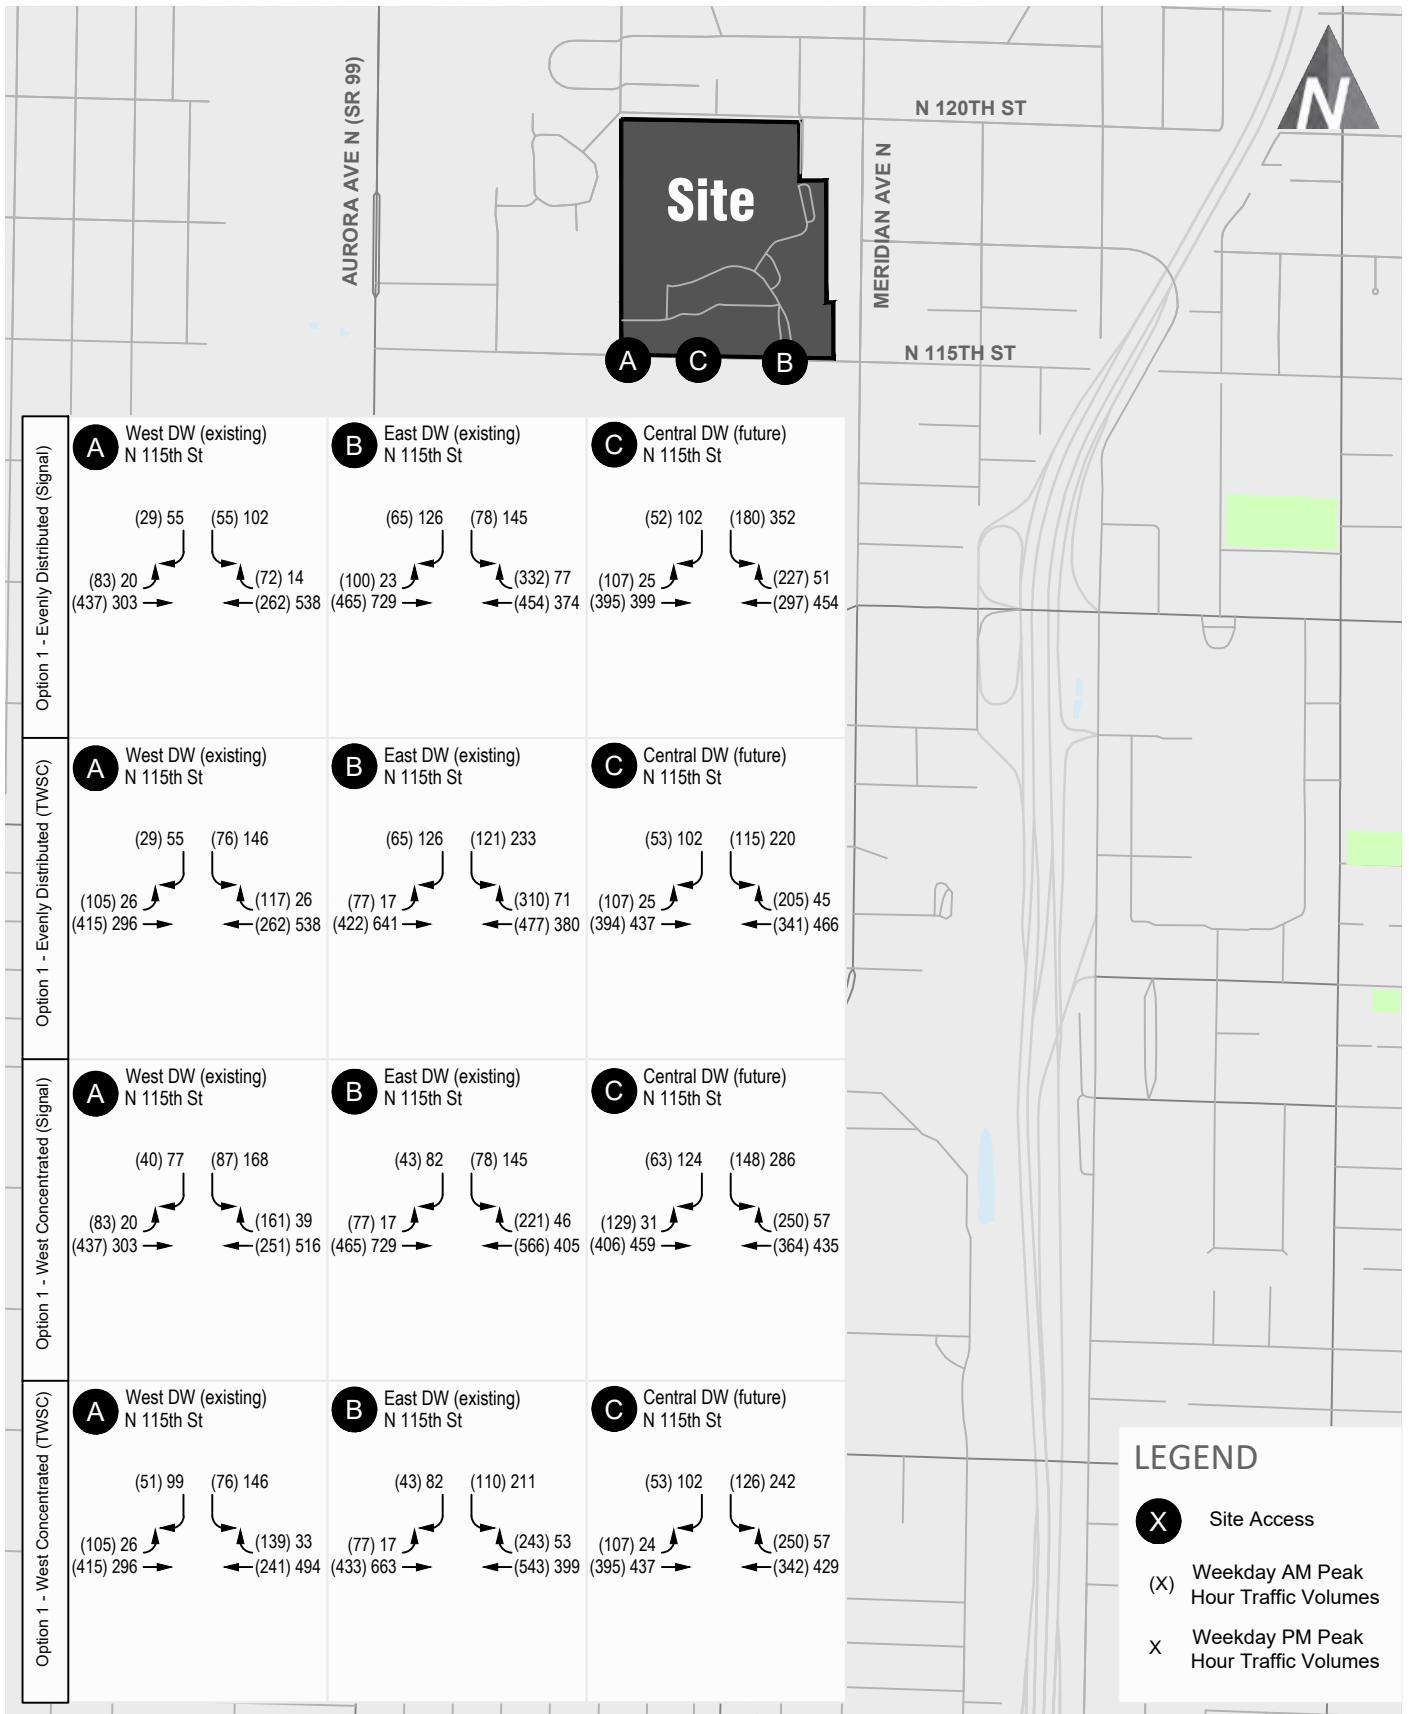 AURORA AVE N (SR 99)
N 120TH ST
MERIDIAN AVE N
N
Site
N 115TH ST
A
C
B
Option 1 - Evenly Distributed (Signal)
A
West DW (existing)
N 115th St
(29) 55
(55) 102
(83) 20
(72) 14
(437) 303
(262) 538
B
East DW (existing)
N 115th St
(65) 126
(78) 145
(100) 23
(332) 77
(465) 729
(454) 374
C
Central DW (future)
N 115th St
(52) 102
(180) 352
(107) 25
(227) 51
(395) 399
(297) 454
Option 1 - Evenly Distributed (TWSC)
A
West DW (existing)
N 115th St
(29) 55
(76) 146
(105) 26
(117) 26
(415) 296
(262) 538
B
East DW (existing)
N 115th St
(65) 126
(121) 233
(77) 17
(310) 71
(422) 641
(477) 380
C
Central DW (future)
N 115th St
(53) 102
(115) 220
(107) 25
(205) 45
(394) 437
(341) 466
Option 1 - West Concentrated (Signal)
A
West DW (existing)
N 115th St
(40) 77
(87) 168
(83) 20
(161) 39
(437) 303
(251) 516
B
East DW (existing)
N 115th St
(43) 82
(78) 145
(77) 17
(221) 46
(465) 729
(566) 405
C
Central DW (future)
N 115th St
(63) 124
(148) 286
(129) 31
(250) 57
(406) 459
(364) 435
Option 1 - West Concentrated (TWSC)
A
West DW (existing)
N 115th St
(51) 99
(76) 146
(105) 26
(139) 33
(415) 296
(241) 494
B
East DW (existing)
N 115th St
(43) 82
(110) 211
(77) 17
(243) 53
(433) 663
(543) 399
C
Central DW (future)
N 115th St
(53) 102
(126) 242
(107) 24
(250) 57
(395) 437
(342) 429
LEGEND
X
Site Access
(X)
Weekday AM Peak
Hour Traffic Volumes
X
Weekday PM Peak
Hour Traffic Volumes